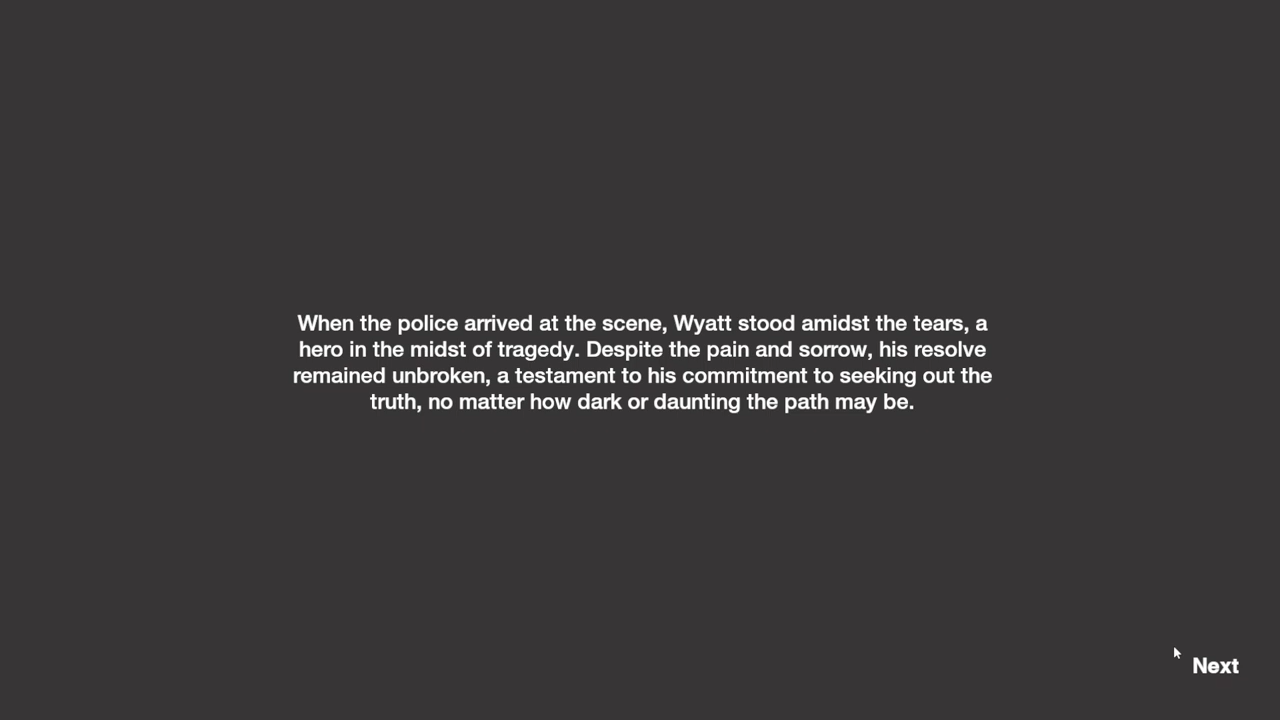 When the police arrived at the scene, Wyatt stood amidst the tears, a
hero in the midst of tragedy. Despite the pain and sorrow, his resolve
remained unbroken, a testament to his commitment to seeking out the
truth, no matter how dark or daunting the path may be.
Next